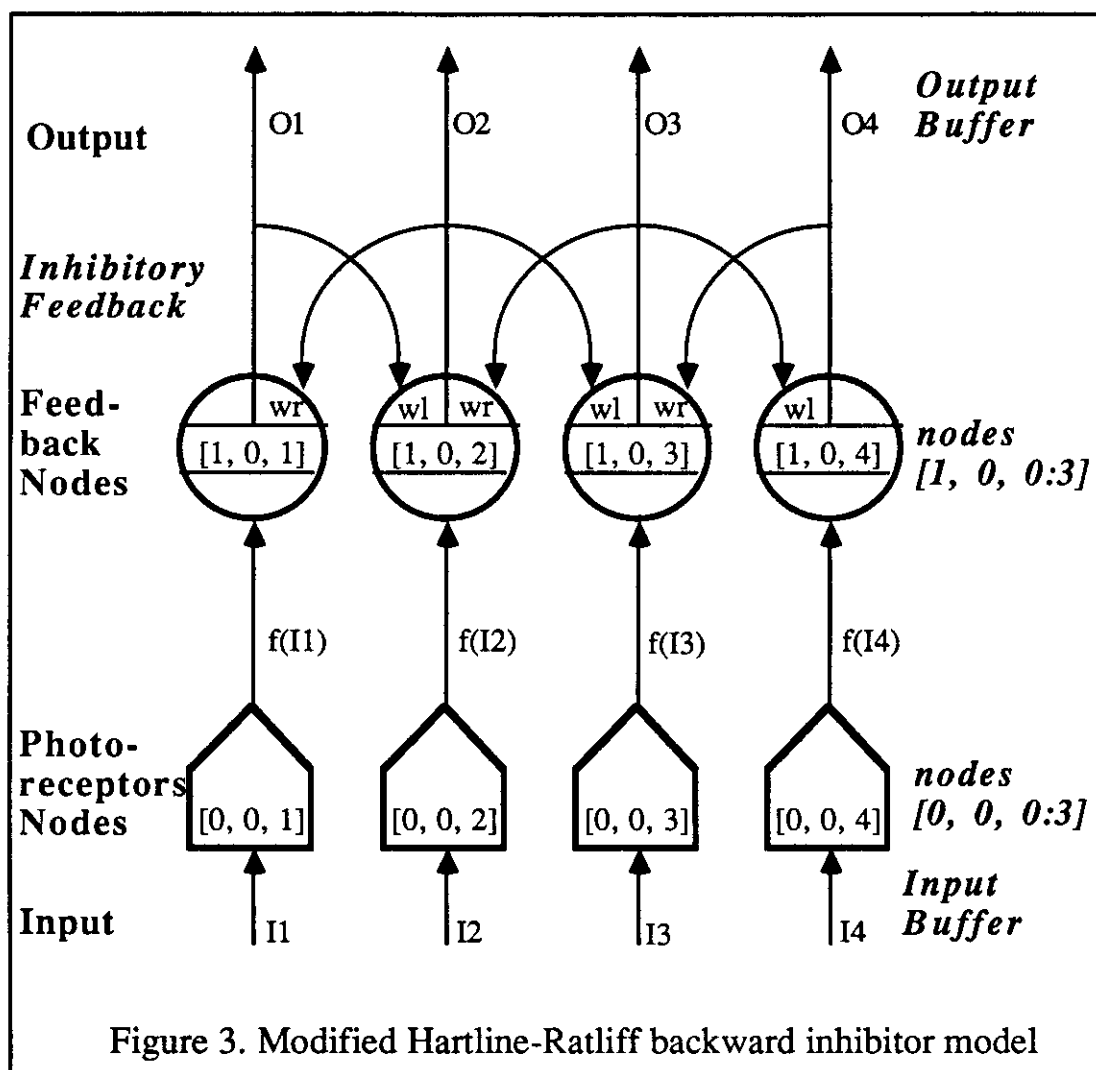 Output
O1
O2
O3
O4
Output
Buffer
Inhibitory
Feedback
Feed-
back
Nodes
wr
wl wr
wl wr
wl
[1, 0, 1]
[1, 0, 2]
[1, 0, 3]
[1, 0, 4]
nodes
[1, 0, 0:3]
f(I1)
f(I2)
f(I3)
f(I4)
Photo-
receptors
Nodes
[0, 0, 1]
[0, 0, 2]
[0, 0, 3]
[0, 0, 4]
nodes
[0, 0, 0:3]
Input
I1
I2
I3
I4
Input
Buffer
Figure 3. Modified Hartline-Ratliff backward inhibitor model